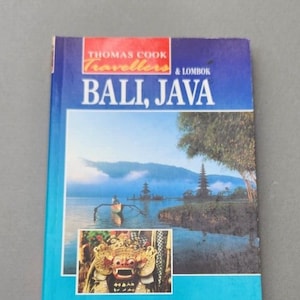 THOMAS COOK
Travellers
& LOMBOK
BALI, JAVA